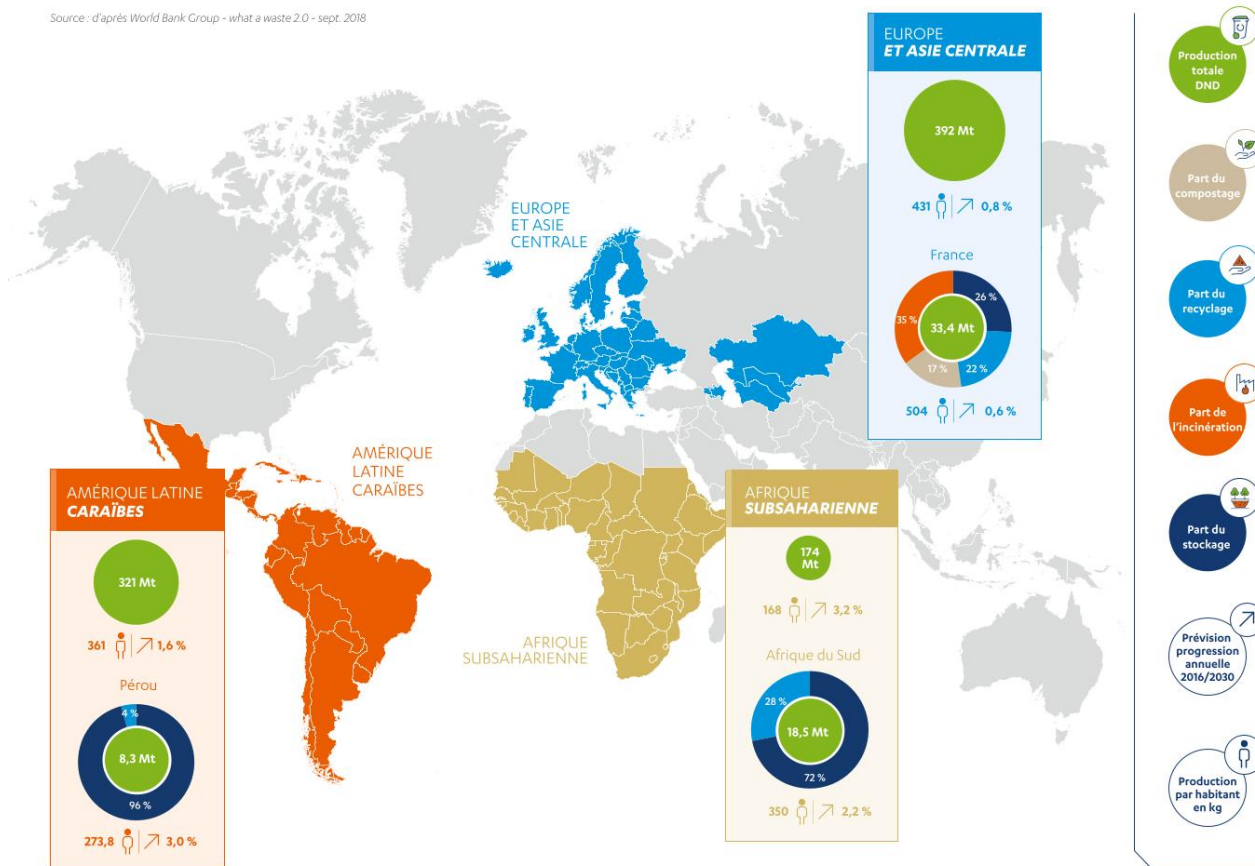 Source : d'après World Bank Group - what a waste 2.0 - sept. 2018
EUROPE
ET ASIE CENTRALE
392 Mt
431
0,8 %
France
26 %
35 %
33,4 Mt
17 %
22 %
504
0,6 %
EUROPE
ET ASIE
CENTRALE
AMÉRIQUE
LATINE
CARAÏBES
AMÉRIQUE LATINE
CARAÏBES
321 Mt
361
1,6 %
Pérou
4 %
8,3 Mt
96 %
273,8
3,0 %
AFRIQUE
SUBSAHARIENNE
AFRIQUE
SUBSAHARIENNE
174
Mt
168
3,2 %
Afrique du Sud
28 %
18,5 Mt
72 %
350
2,2 %
Production
totale
DND
Part du
compostage
Part du
recyclage
Part de
l'incinération
Part du
stockage
Prévision
progression
annuelle
2016/2030
Production
par habitant
en kg